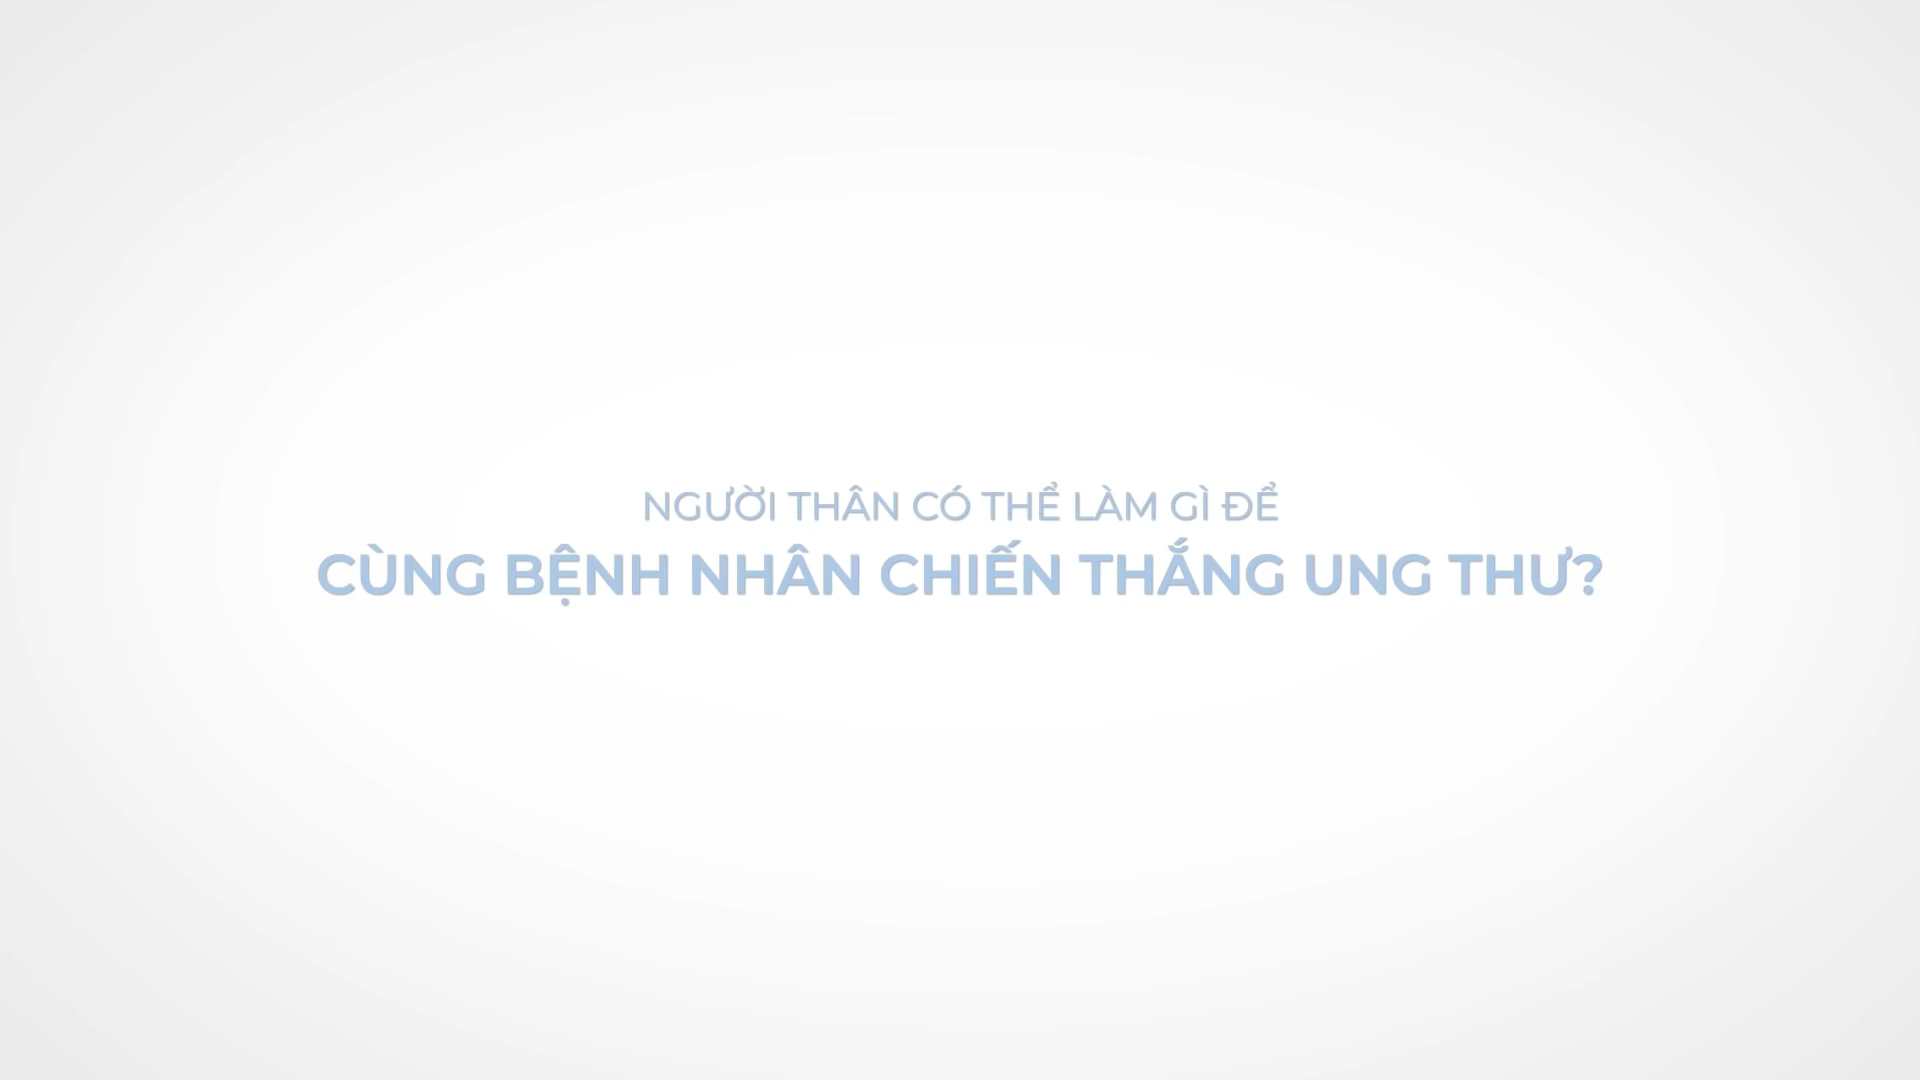 NGƯỜI THÂN CÓ THỂ LÀM GÌ ĐỂ
CÙNG BỆNH NHÂN CHIẾN THẮNG UNG THƯ?